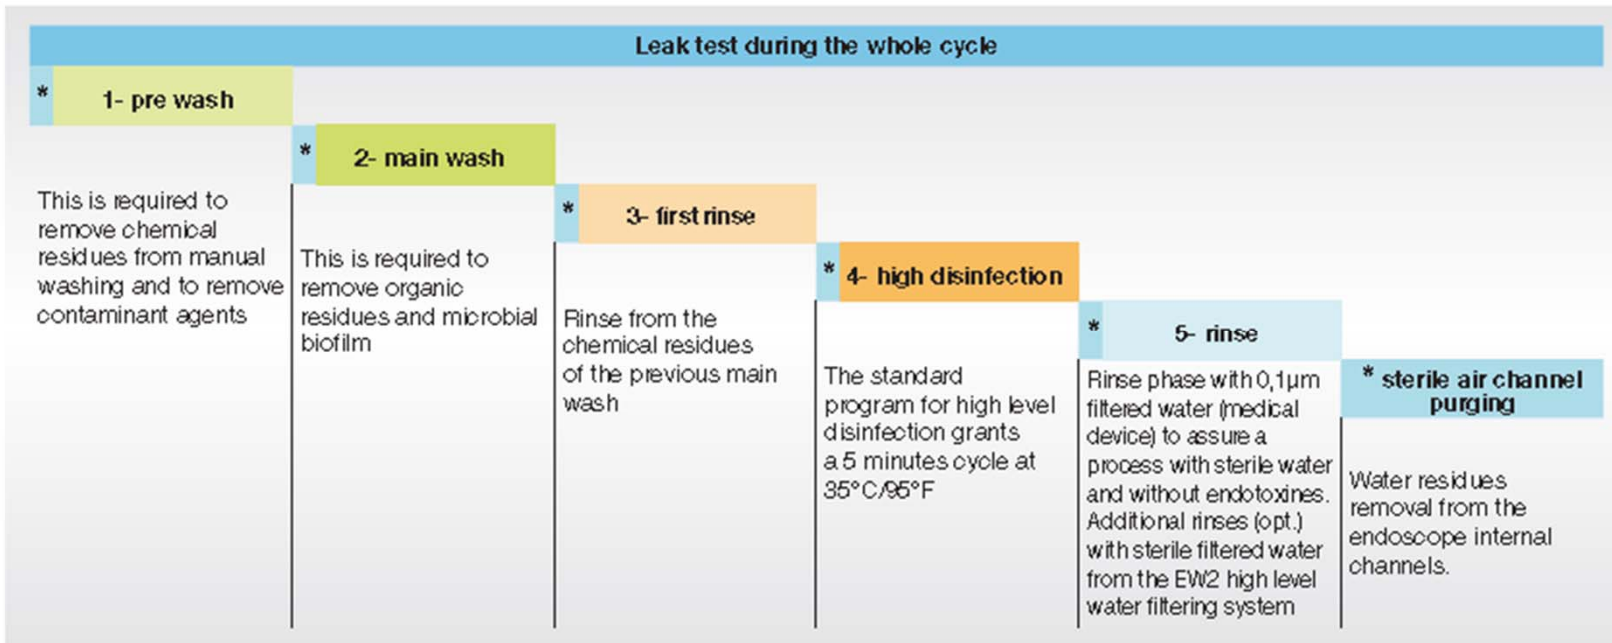 Leak test during the whole cycle
* 1- pre wash
This is required to
remove chemical
residues from manual
washing and to remove
contaminant agents
* 2- main wash
This is required to
remove organic
residues and microbial
biofilm
* 3- first rinse
Rinse from the
chemical residues
of the previous main
wash
* 4- high disinfection
The standard
program for high level
disinfection grants
a 5 minutes cycle at
35°C/95°F
* 5- rinse
Rinse phase with 0,1µm
filtered water (medical
device) to assure a
process with sterile water
and without endotoxines.
Additional rinses (opt.)
with sterile filtered water
from the EW2 high level
water filtering system
* sterile air channel
purging
Water residues
removal from the
endoscope internal
channels.